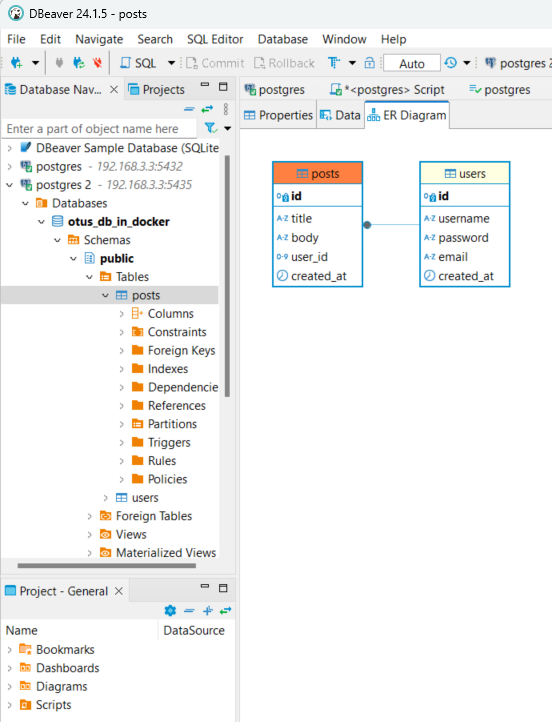 DBeaver 24.1.5 - posts
File Edit Navigate Search SQL Editor Database Window Help
SQL Commit Rollback Auto postgres 2
Database Nav... Projects
Enter a part of object name here
DBeaver Sample Database (SQLite
postgres - 192.168.3.3:5432
postgres 2 - 192.168.3.3:5435
Databases
otus_db_in_docker
Schemas
public
Tables
posts
Columns
Constraints
Foreign Keys
Indexes
Dependencie
References
Partitions
Triggers
Rules
Policies
users
Foreign Tables
Views
Materialized Views
Project - General
Name DataSource
Bookmarks
Dashboards
Diagrams
Scripts
postgres *<postgres> Script postgres
Properties Data ER Diagram
posts
id
title
body
user_id
created_at
users
id
username
password
email
created_at